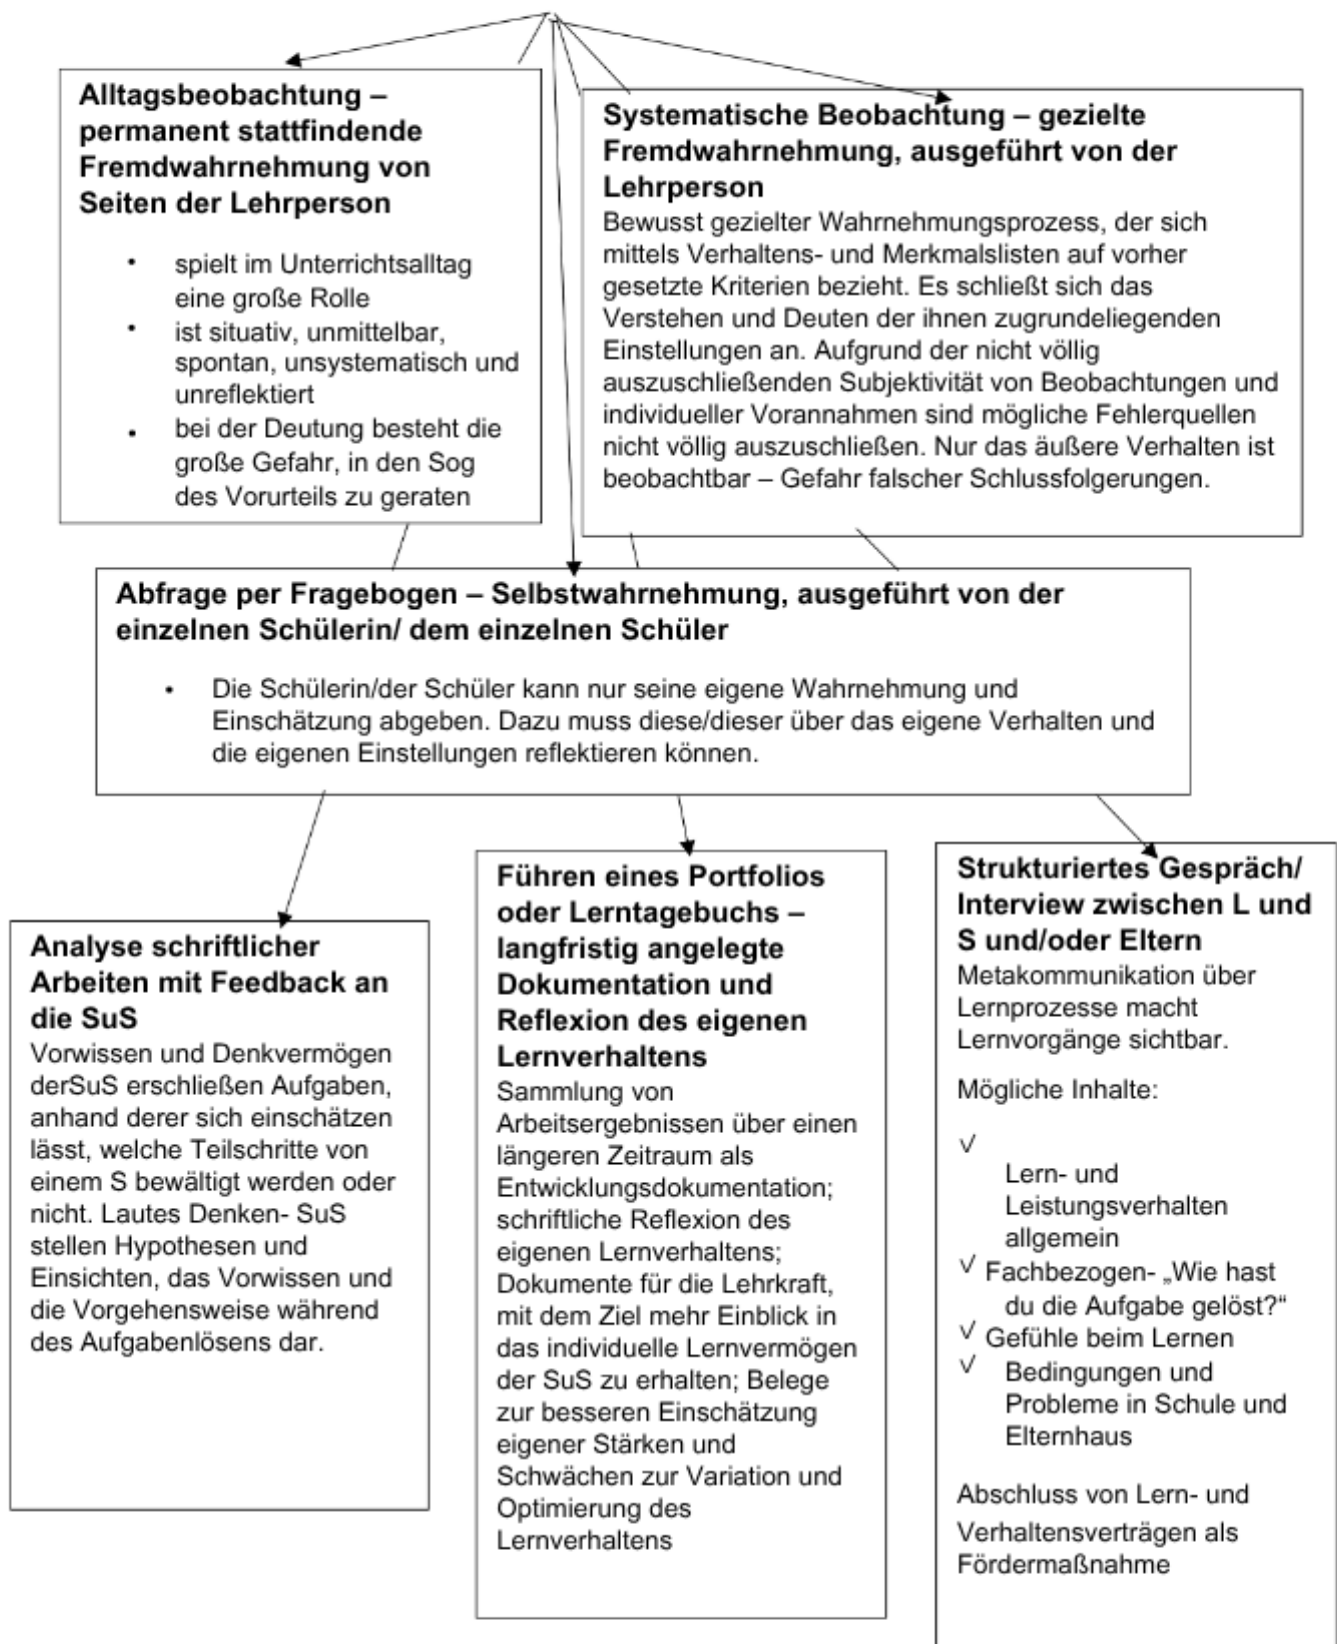 Alltagsbeobachtung –
permanent stattfindende
Fremdwahrnehmung von
Seiten der Lehrperson
• spielt im Unterrichtsalltag
eine große Rolle
• ist situativ, unmittelbar,
spontan, unsystematisch und
unreflektiert
• bei der Deutung besteht die
große Gefahr, in den Sog
des Vorurteils zu geraten
Systematische Beobachtung – gezielte
Fremdwahrnehmung, ausgeführt von der
Lehrperson
Bewusst gezielter Wahrnehmungsprozess, der sich
mittels Verhaltens- und Merkmalslisten auf vorher
gesetzte Kriterien bezieht. Es schließt sich das
Verstehen und Deuten der ihnen zugrundeliegenden
Einstellungen an. Aufgrund der nicht völlig
auszuschließenden Subjektivität von Beobachtungen und
individueller Vorannahmen sind mögliche Fehlerquellen
nicht völlig auszuschließen. Nur das äußere Verhalten ist
beobachtbar – Gefahr falscher Schlussfolgerungen.
Abfrage per Fragebogen – Selbstwahrnehmung, ausgeführt von der
einzelnen Schülerin/ dem einzelnen Schüler
• Die Schülerin/der Schüler kann nur seine eigene Wahrnehmung und
Einschätzung abgeben. Dazu muss diese/dieser über das eigene Verhalten und
die eigenen Einstellungen reflektieren können.
Analyse schriftlicher
Arbeiten mit Feedback an
die SuS
Vorwissen und Denkvermögen
derSuS erschließen Aufgaben,
anhand derer sich einschätzen
lässt, welche Teilschritte von
einem S bewältigt werden oder
nicht. Lautes Denken- SuS
stellen Hypothesen und
Einsichten, das Vorwissen und
die Vorgehensweise während
des Aufgabenlösens dar.
Führen eines Portfolios
oder Lerntagebuchs –
langfristig angelegte
Dokumentation und
Reflexion des eigenen
Lernverhaltens
Sammlung von
Arbeitsergebnissen über einen
längeren Zeitraum als
Entwicklungsdokumentation;
schriftliche Reflexion des
eigenen Lernverhaltens;
Dokumente für die Lehrkraft,
mit dem Ziel mehr Einblick in
das individuelle Lernvermögen
der SuS zu erhalten; Belege
zur besseren Einschätzung
eigener Stärken und
Schwächen zur Variation und
Optimierung des
Lernverhaltens
Strukturiertes Gespräch/
Interview zwischen L und
S und/oder Eltern
Metakommunikation über
Lernprozesse macht
Lernvorgänge sichtbar.
Mögliche Inhalte:
√
Lern- und
Leistungsverhalten
allgemein
√ Fachbezogen- „Wie hast
du die Aufgabe gelöst?“
√ Gefühle beim Lernen
√ Bedingungen und
Probleme in Schule und
Elternhaus
Abschluss von Lern- und
Verhaltensverträgen als
Fördermaßnahme